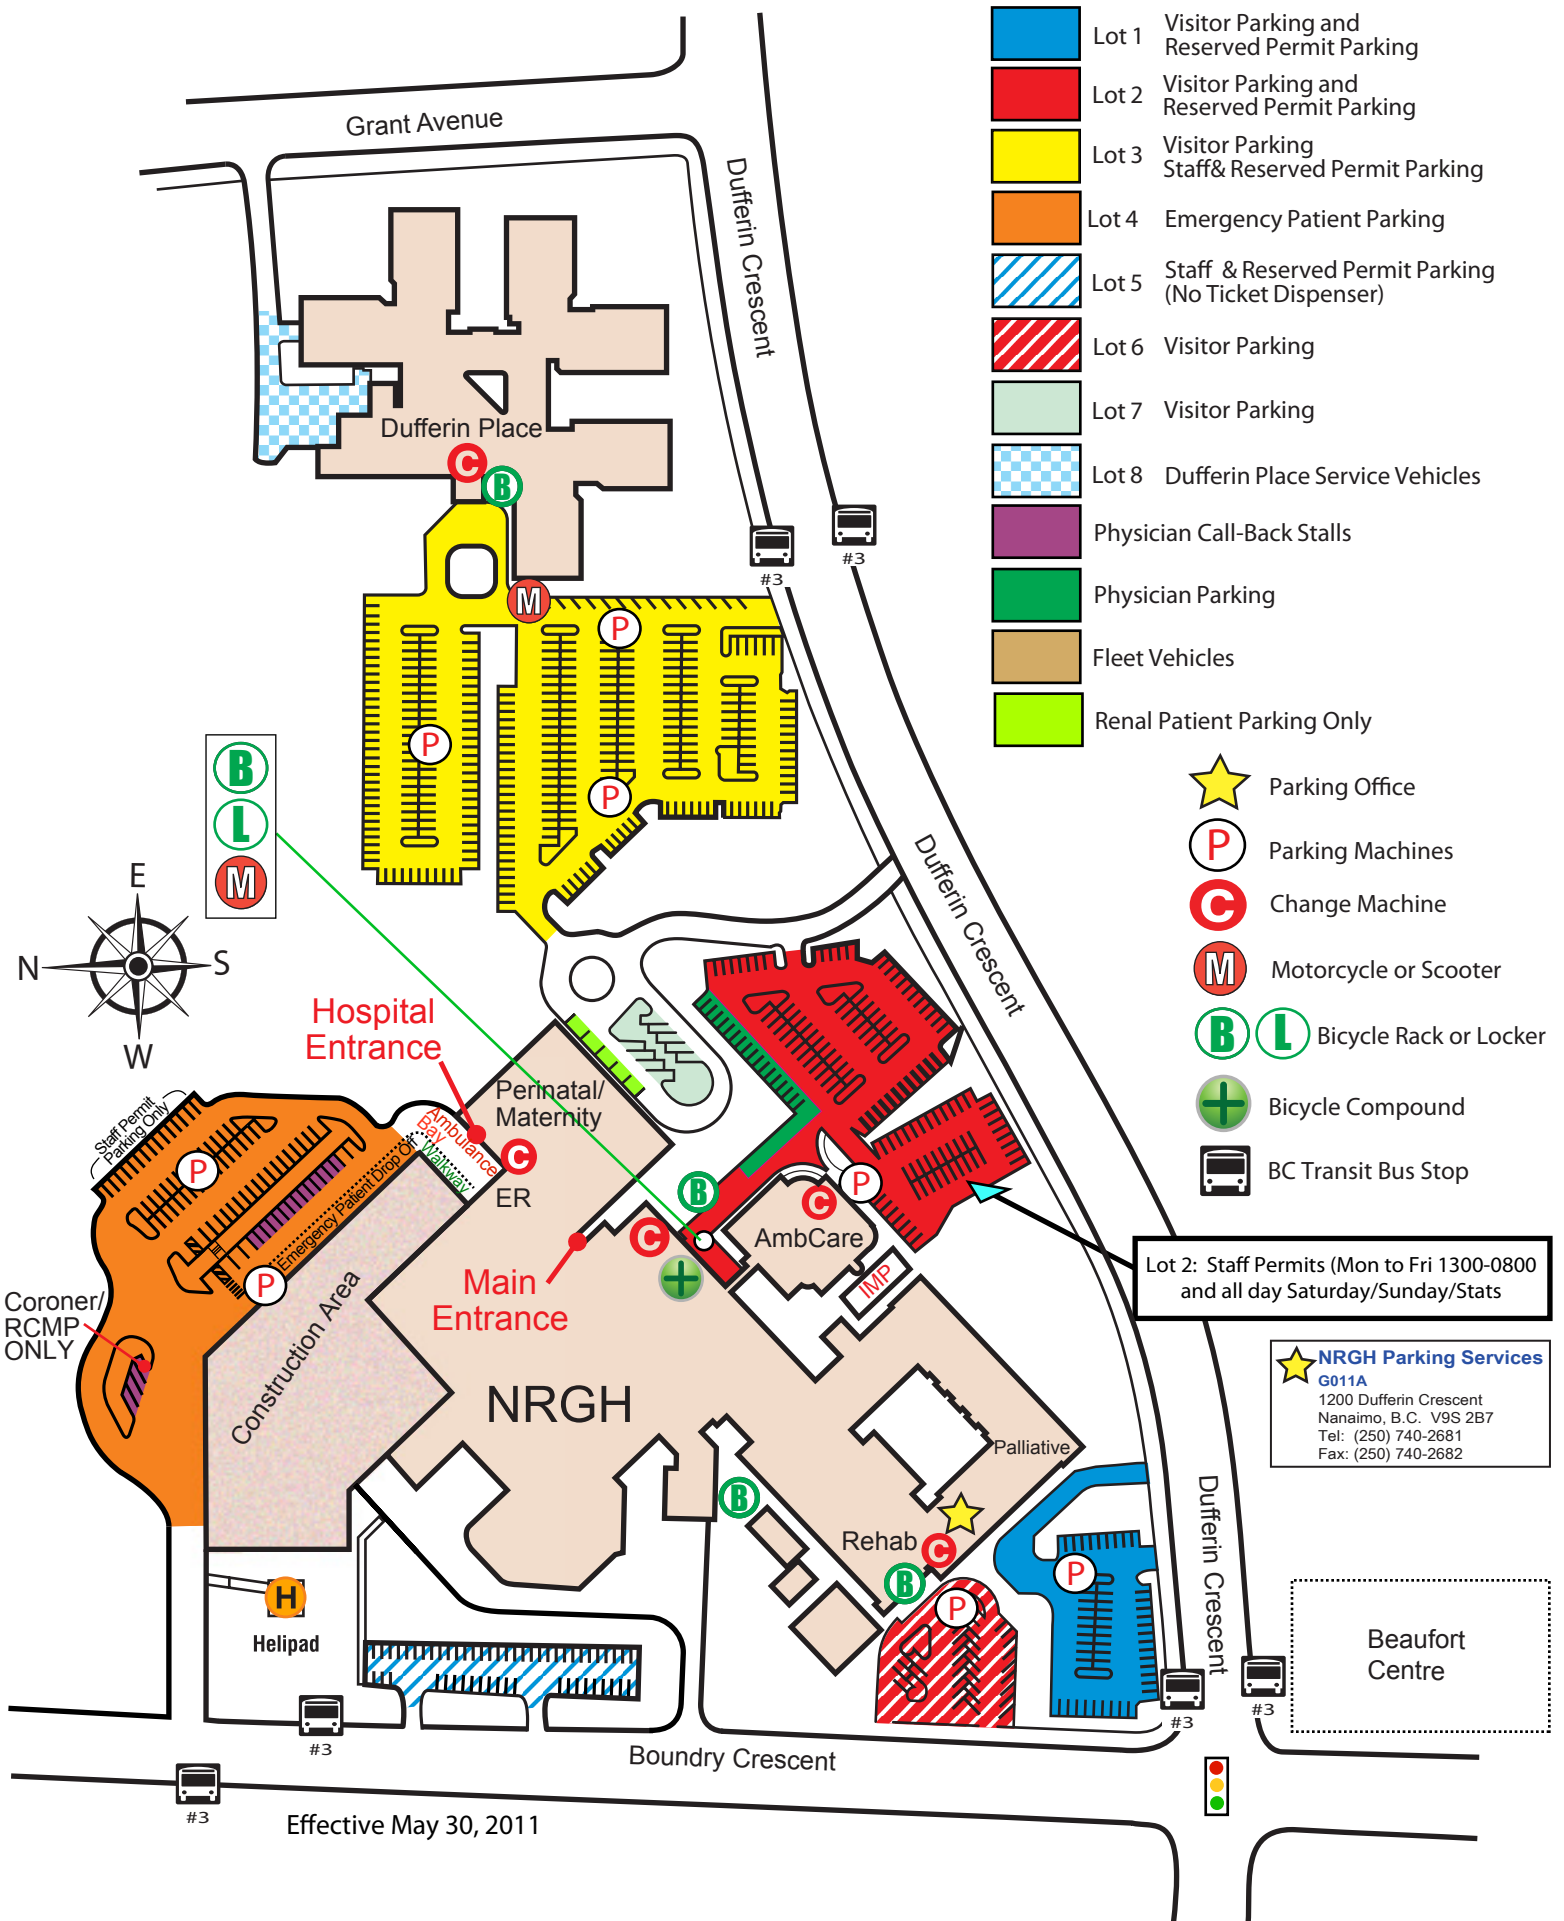 Lot 1 Visitor Parking and
Reserved Permit Parking
Lot 2 Visitor Parking and
Reserved Permit Parking
Lot 3 Visitor Parking
Staff& Reserved Permit Parking
Lot 4 Emergency Patient Parking
Lot 5 Staff & Reserved Permit Parking
(No Ticket Dispenser)
Lot 6 Visitor Parking
Lot 7 Visitor Parking
Lot 8 Dufferin Place Service Vehicles
Physician Call-Back Stalls
Physician Parking
Fleet Vehicles
Renal Patient Parking Only
Parking Office
P Parking Machines
C Change Machine
M Motorcycle or Scooter
B L Bicycle Rack or Locker
Bicycle Compound
BC Transit Bus Stop
Grant Avenue
Dufferin Crescent
Dufferin Place
C
B
#3
#3
M
P
P
P
B
L
M
Dufferin Crescent
E
N
S
W
Hospital
Entrance
Perinatal/
Maternity
Staff Permit
Parking Only
Ambulance
Bay
Walkway
C
ER
P
Emergency Patient Drop Off
P
B
C
P
C
AmbCare
IMP
Main
Entrance
Lot 2: Staff Permits (Mon to Fri 1300-0800
and all day Saturday/Sunday/Stats
Coroner/
RCMP
ONLY
Construction Area
NRGH
NRGH Parking Services
G011A
1200 Dufferin Crescent
Nanaimo, B.C. V9S 2B7
Tel: (250) 740-2681
Fax: (250) 740-2682
Palliative
B
Rehab
C
B
P
P
Dufferin Crescent
H
Helipad
Beaufort
Centre
#3
#3
#3
#3
Boundry Crescent
Effective May 30, 2011